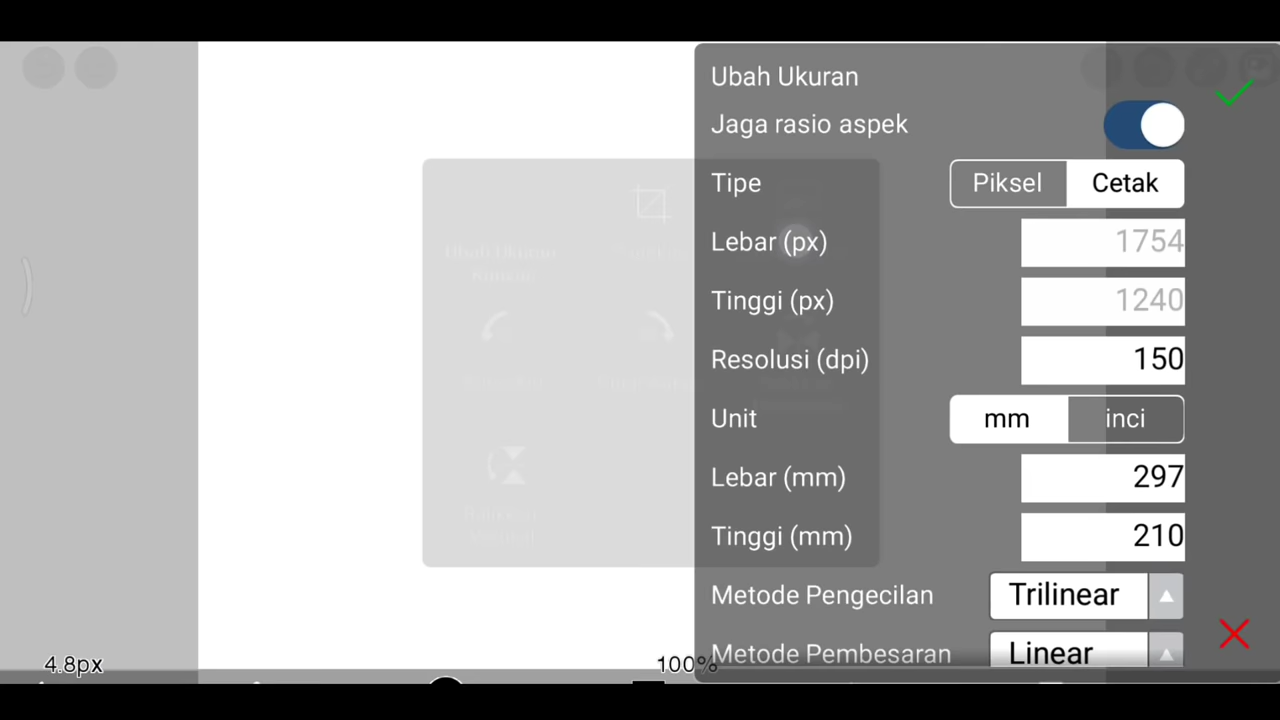 Ubah Ukuran
Jaga rasio aspek
Tipe Piksel Cetak
Lebar (px) 1754
Tinggi (px) 1240
Resolusi (dpi) 150
Unit mm inci
Lebar (mm) 297
Tinggi (mm) 210
Metode Pengecilan Trilinear
Metode Pembesaran Linear
4.8px 100%